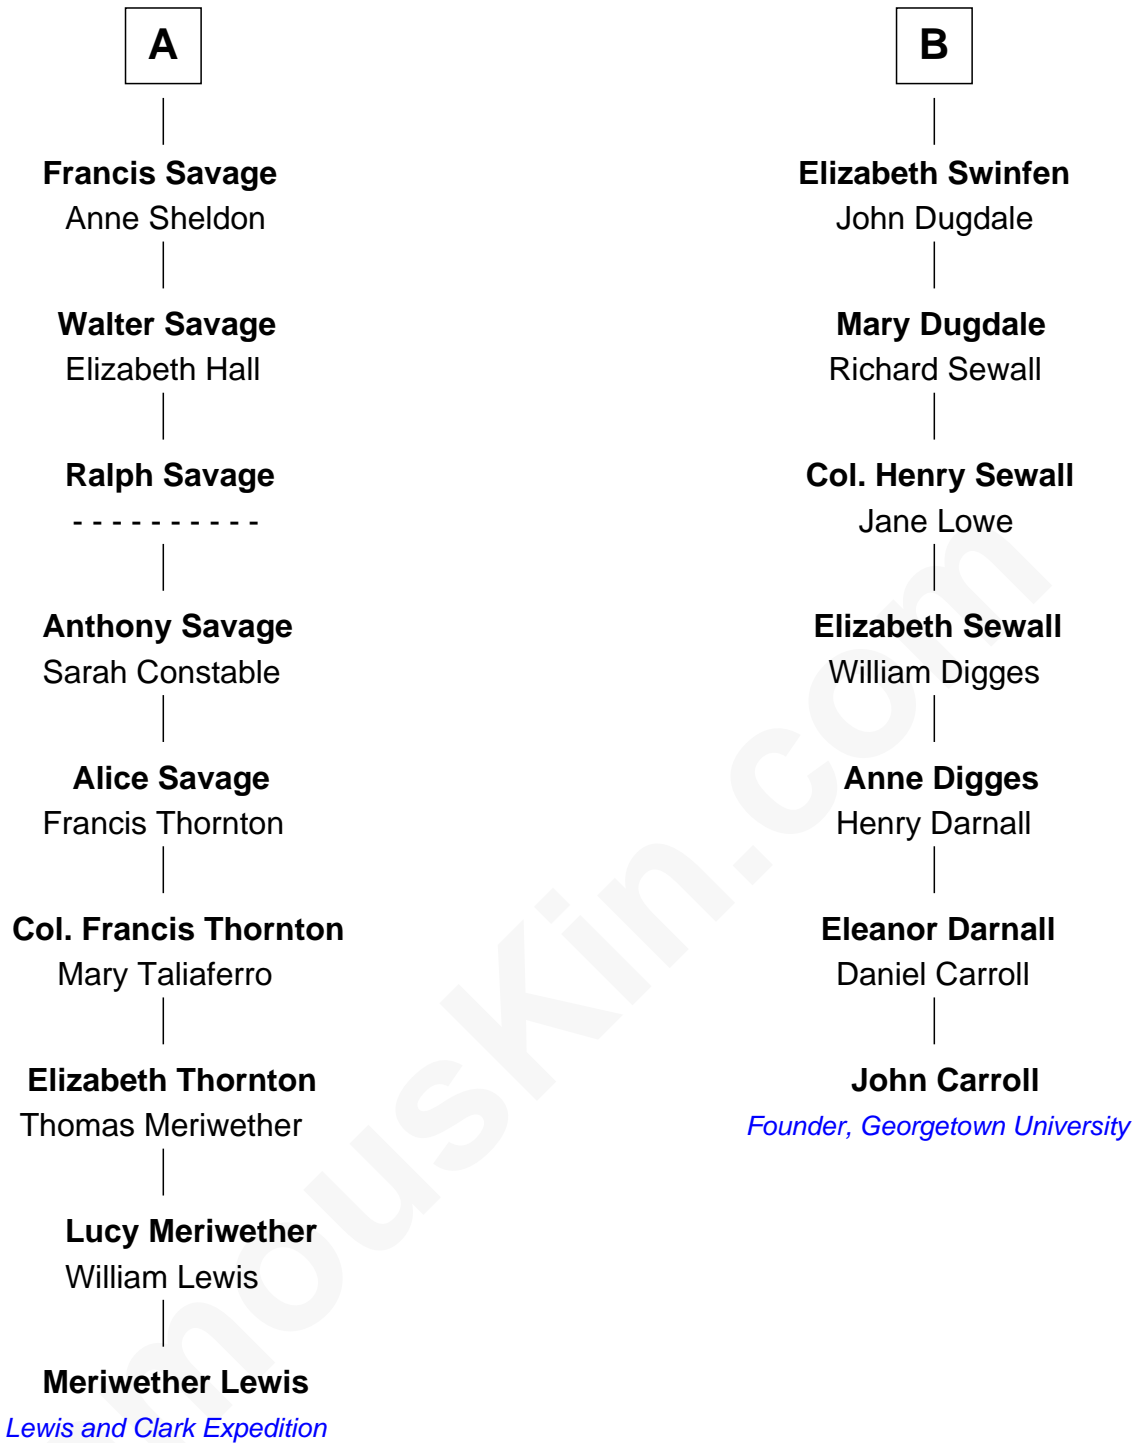 A
Francis Savage
Anne Sheldon
Walter Savage
Elizabeth Hall
Ralph Savage
- - - - - - - - - -
Anthony Savage
Sarah Constable
Alice Savage
Francis Thornton
Col. Francis Thornton
Mary Taliaferro
Elizabeth Thornton
Thomas Meriwether
Lucy Meriwether
William Lewis
Meriwether Lewis
Lewis and Clark Expedition
B
Elizabeth Swinfen
John Dugdale
Mary Dugdale
Richard Sewall
Col. Henry Sewall
Jane Lowe
Elizabeth Sewall
William Digges
Anne Digges
Henry Darnall
Eleanor Darnall
Daniel Carroll
John Carroll
Founder, Georgetown University
mousKin.com